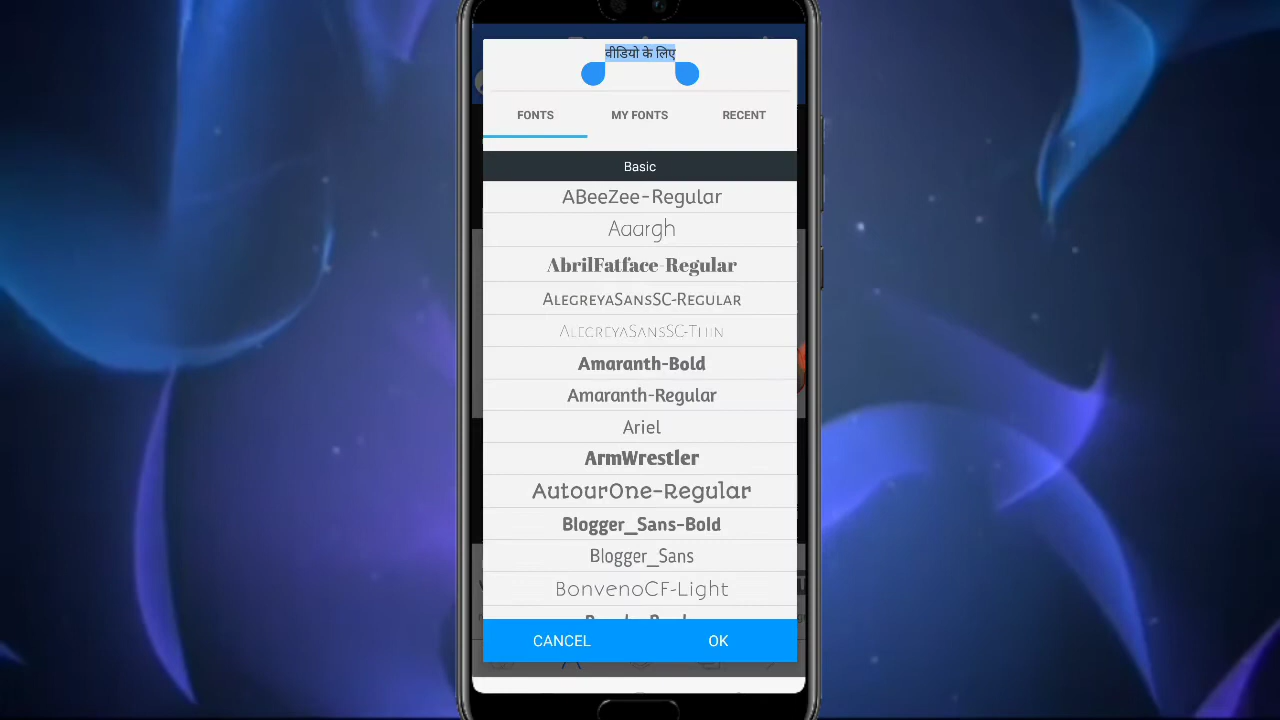 वीडियो के लिए
FONTS MY FONTS RECENT
Basic
ABeeZee-Regular
Aaargh
AbrilFatface-Regular
AlegreyaSansSC-Regular
AlegreyaSansSC-Thin
Amaranth-Bold
Amaranth-Regular
Ariel
ArmWrestler
AutourOne-Regular
Blogger_Sans-Bold
Blogger_Sans
BonvenoCF-Light
CANCEL OK